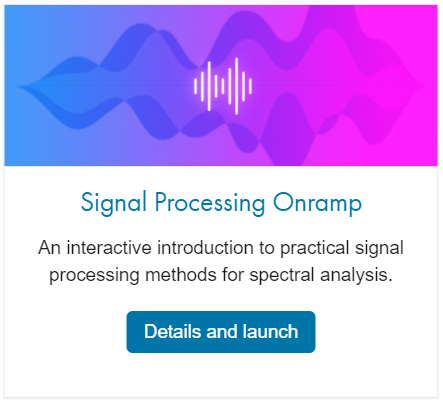 Signal Processing Onramp
An interactive introduction to practical signal
processing methods for spectral analysis.
Details and launch